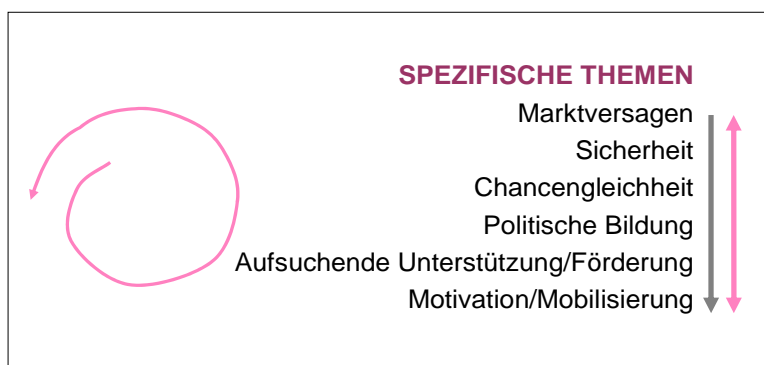 SPEZIFISCHE THEMEN
Marktversagen
Sicherheit
Chancengleichheit
Politische Bildung
Aufsuchende Unterstützung/Förderung
Motivation/Mobilisierung